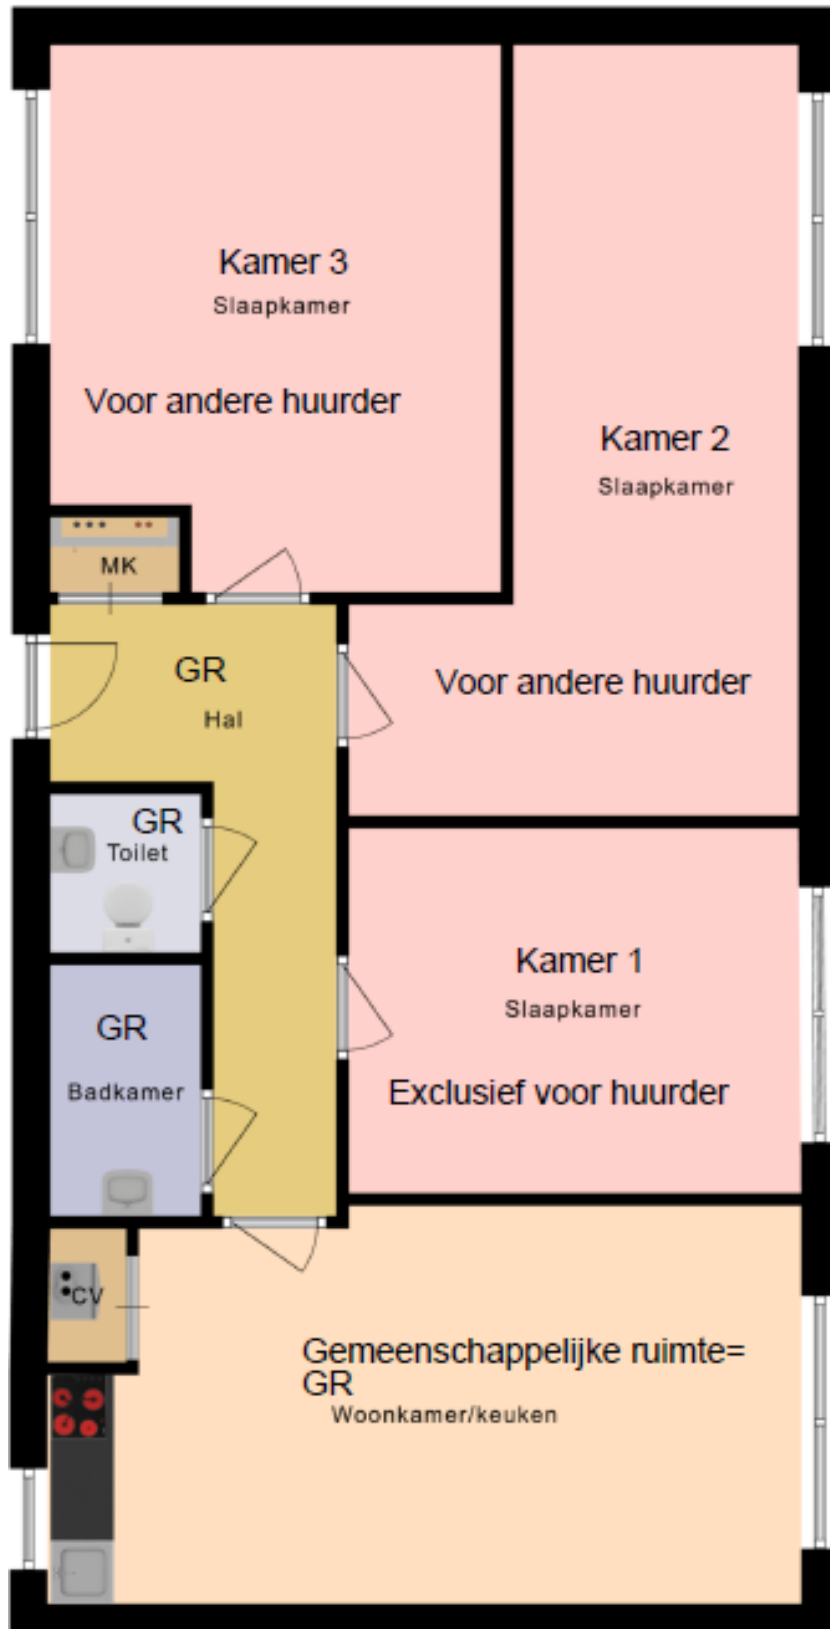 Kamer 3
Slaapkamer
Voor andere huurder
Kamer 2
Slaapkamer
Voor andere huurder
MK
GR
Hal
GR
Toilet
Kamer 1
Slaapkamer
Exclusief voor huurder
GR
Badkamer
CV
Gemeenschappelijke ruimte=
GR
Woonkamer/keuken